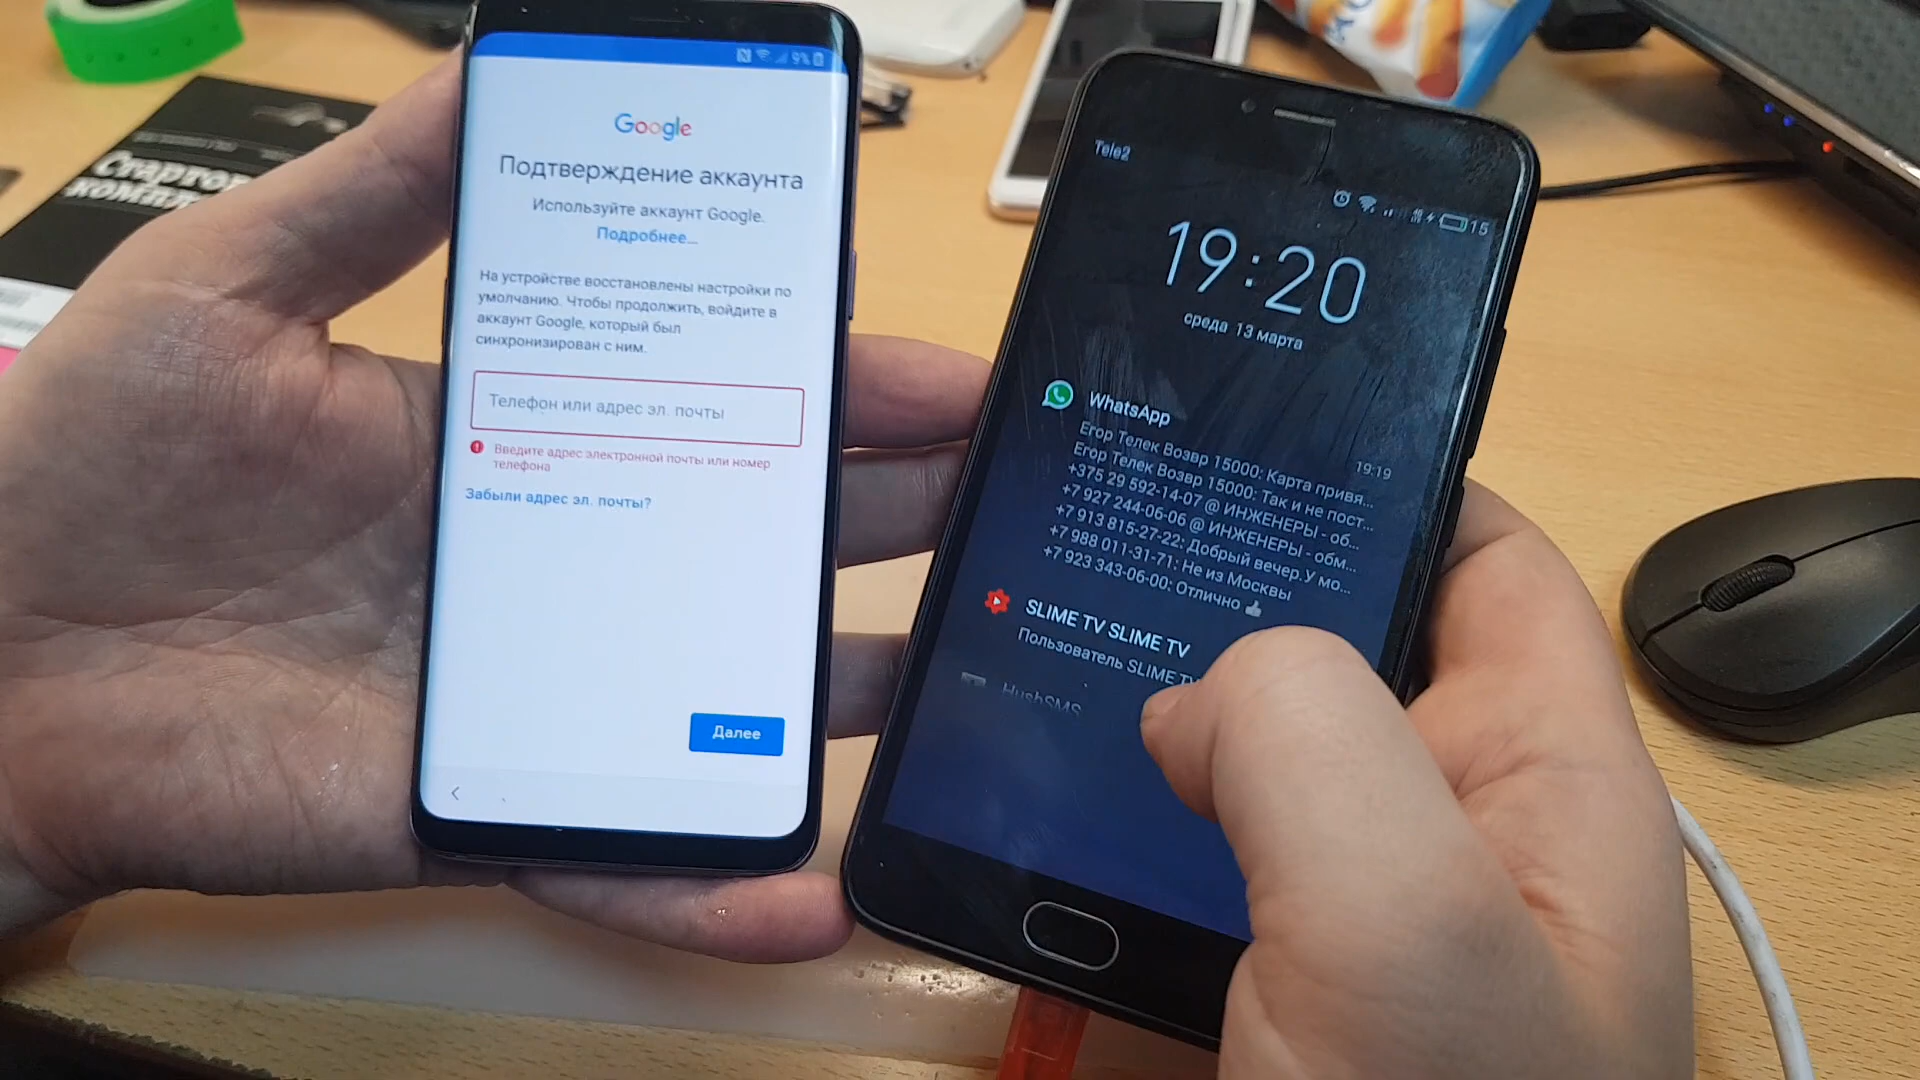 9%
Google
Подтверждение аккаунта
Используйте аккаунт Google.
Подробнее...
На устройстве восстановлены настройки по
умолчанию. Чтобы продолжить, войдите в
аккаунт Google, который был
синхронизирован с ним.
Телефон или адрес эл. почты
Введите адрес электронной почты или номер
телефона
Забыли адрес эл. почты?
Далее
Tele2
15
19:20
среда 13 марта
WhatsApp
19:19
Егор Телек Возвр 15000: Карта привя...
Егор Телек Возвр 15000: Так и не пост...
+375 29 592-14-07 @ ИНЖЕНЕРЫ - об...
+7 927 244-06-06 @ ИНЖЕНЕРЫ - обм...
+7 913 815-27-22: Добрый вечер.У мо...
+7 988 011-31-71: Не из Москвы
+7 923 343-06-00: Отлично 👍
SLIME TV SLIME TV
Пользователь SLIME TV
HushSMS